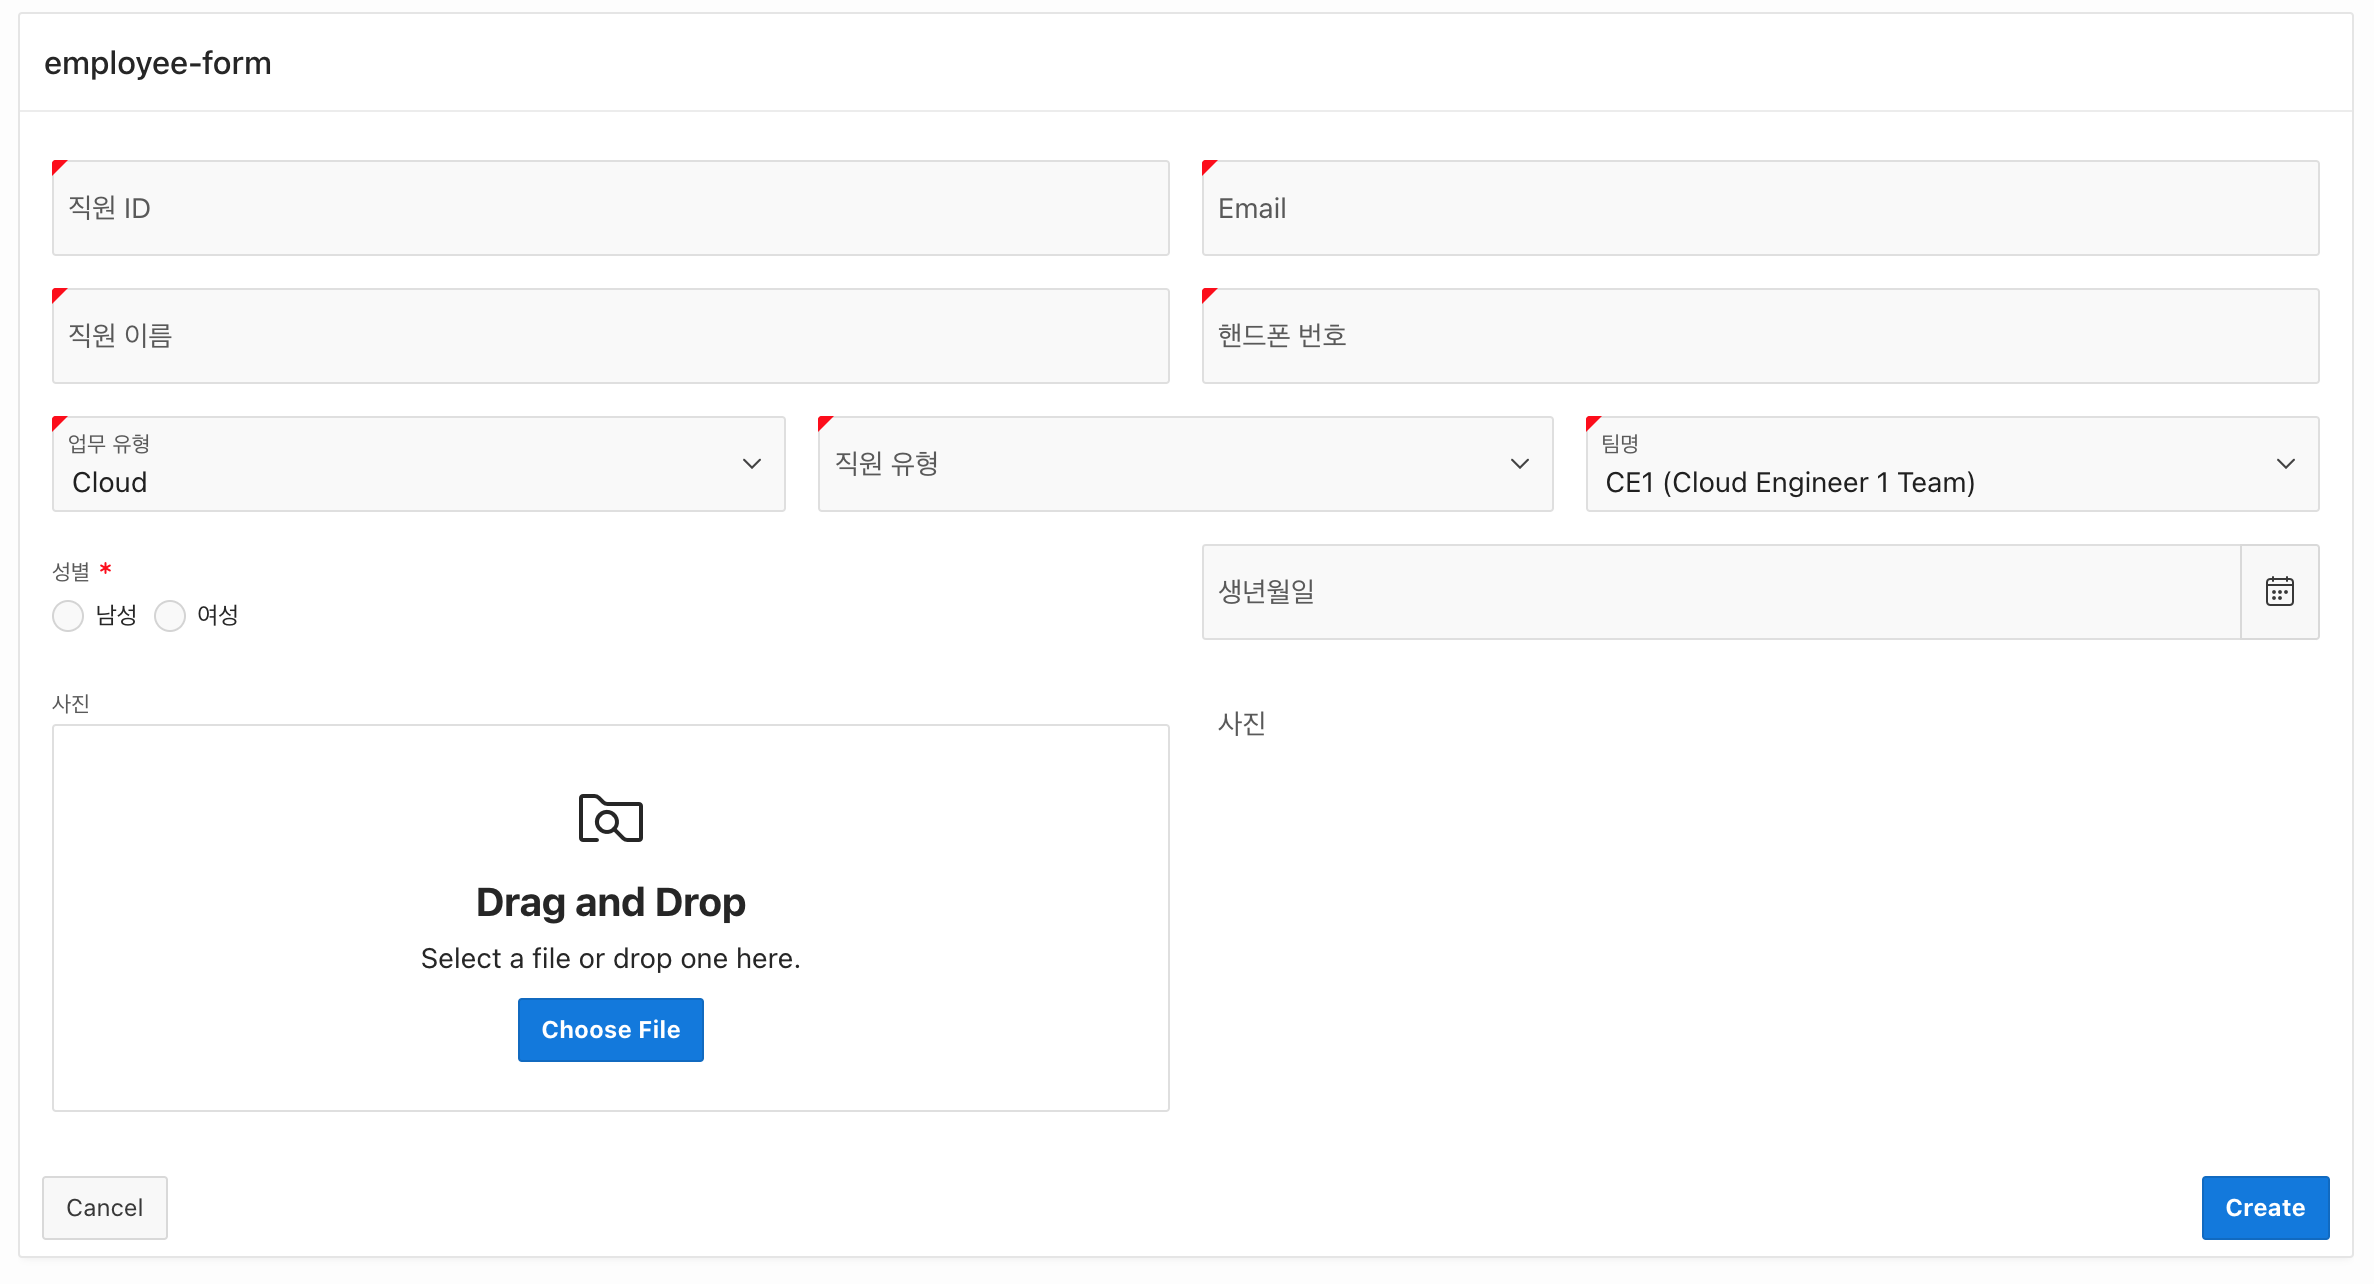 employee-form
직원 ID
Email
직원 이름
핸드폰 번호
업무 유형
Cloud
직원 유형
팀명
CE1 (Cloud Engineer 1 Team)
성별 *
남성 여성
생년월일
사진
사진
Drag and Drop
Select a file or drop one here.
Choose File
Cancel
Create